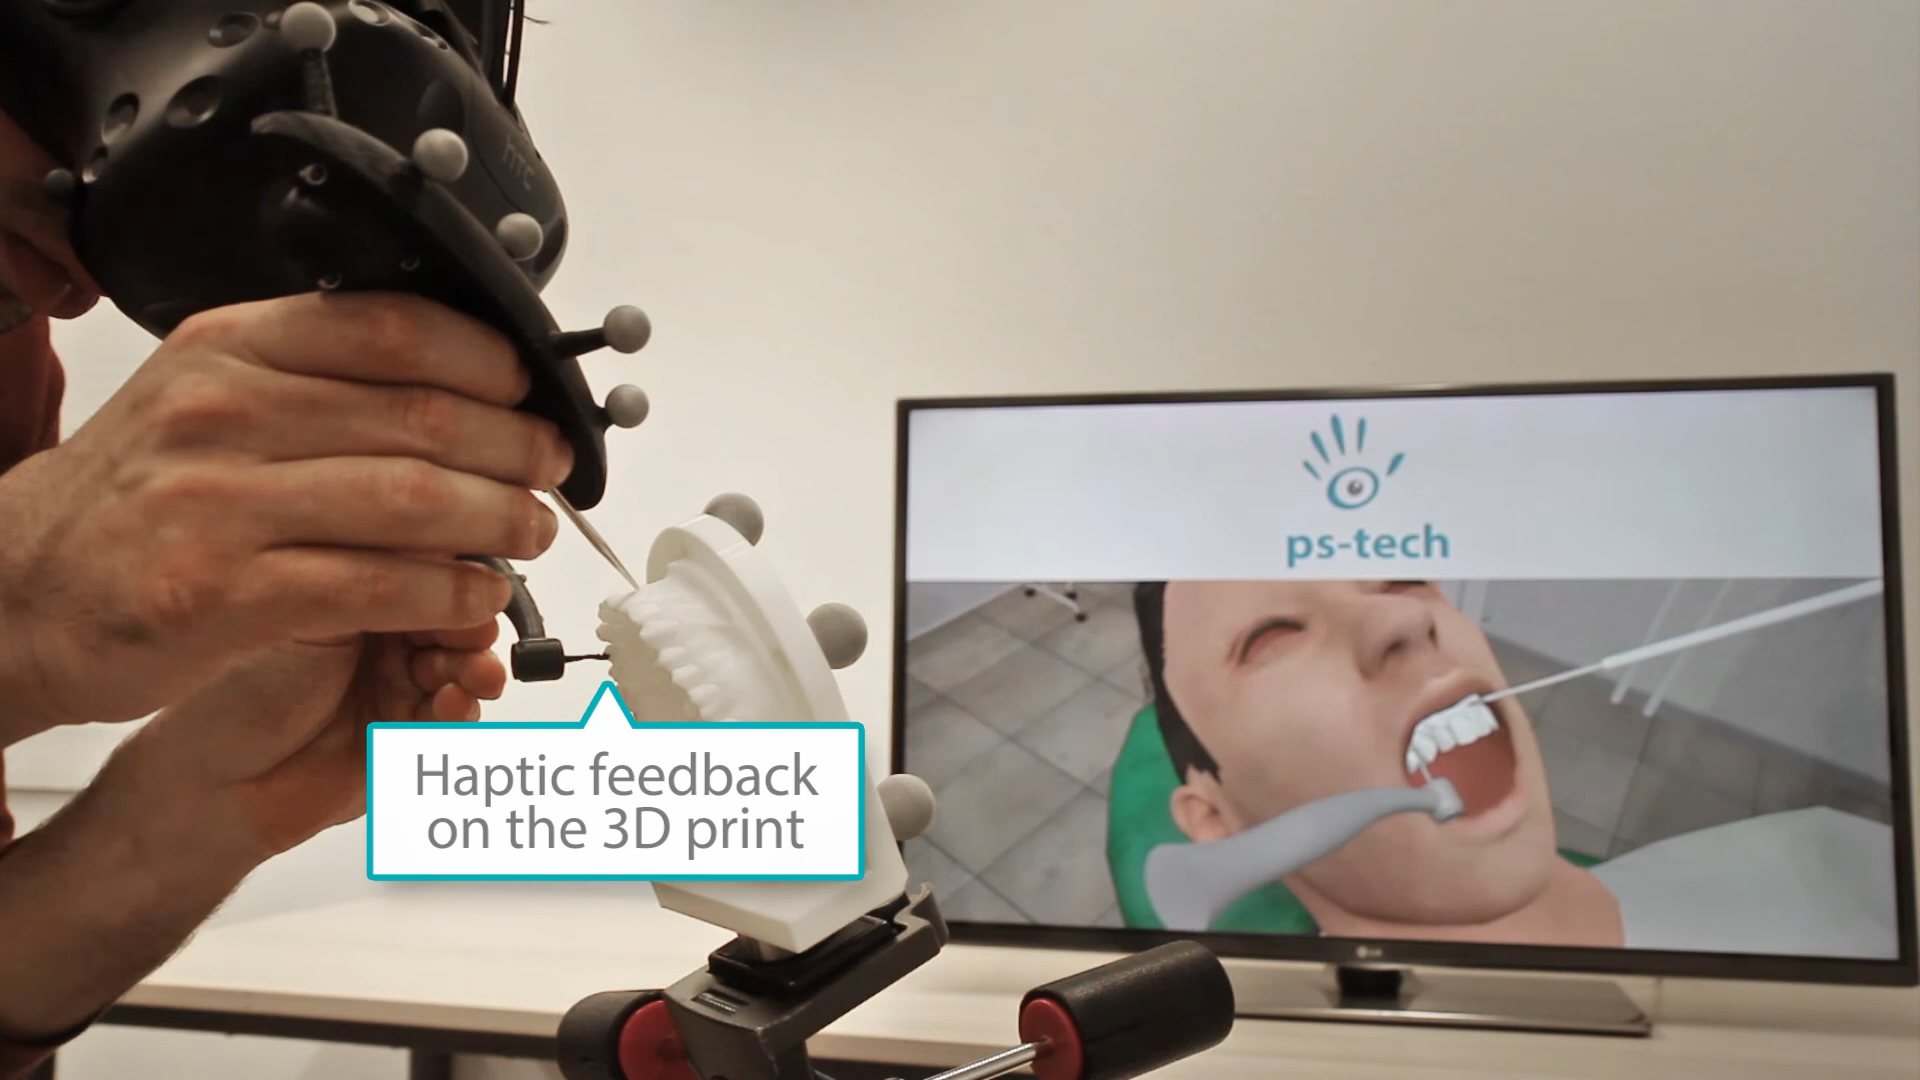 htc
ps-tech
Haptic feedback
on the 3D print
LG